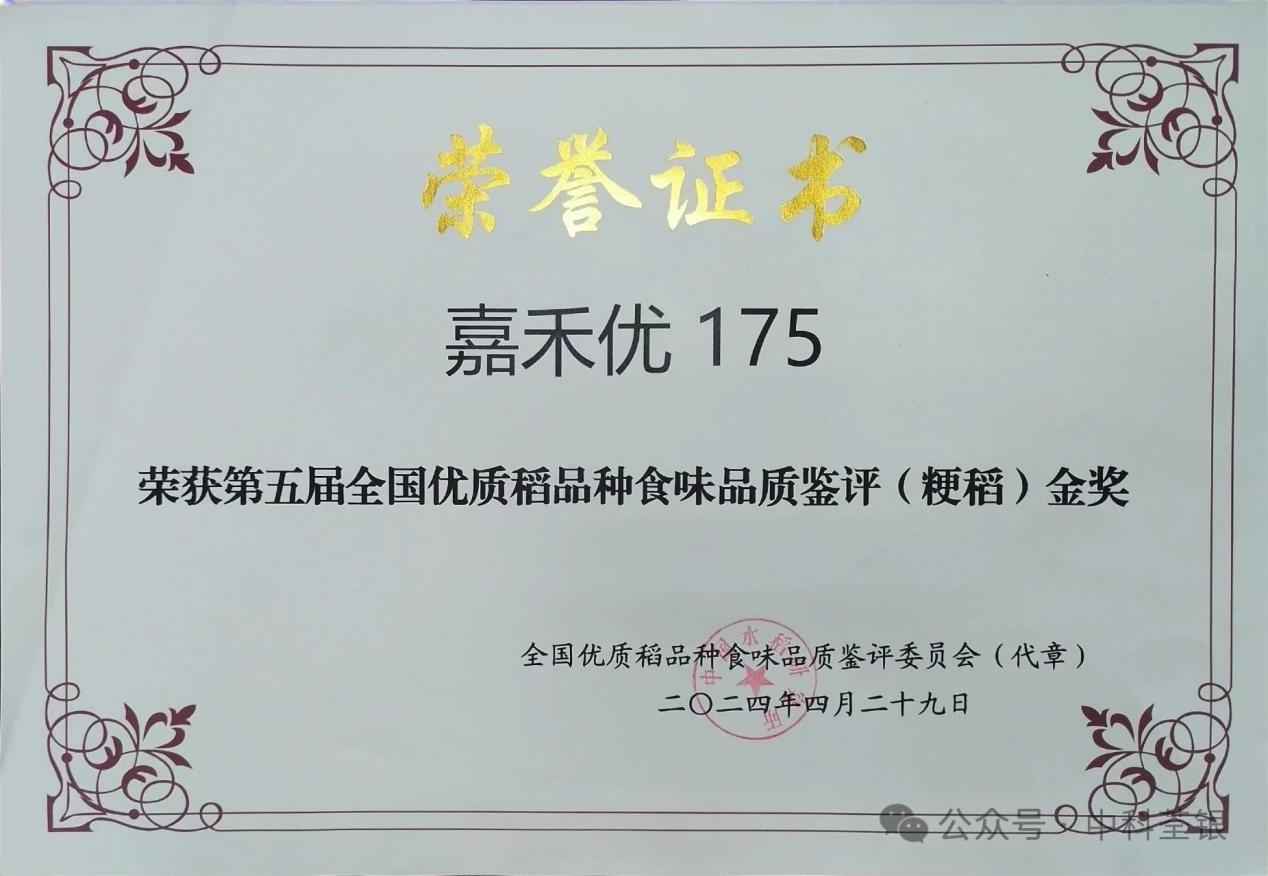 荣誉证书
嘉禾优 175
荣获第五届全国优质稻品种食味品质鉴评（粳稻）金奖
全国优质稻品种食味品质鉴评委员会（代章）
二〇二四年四月二十九日
公众号·中科荃银